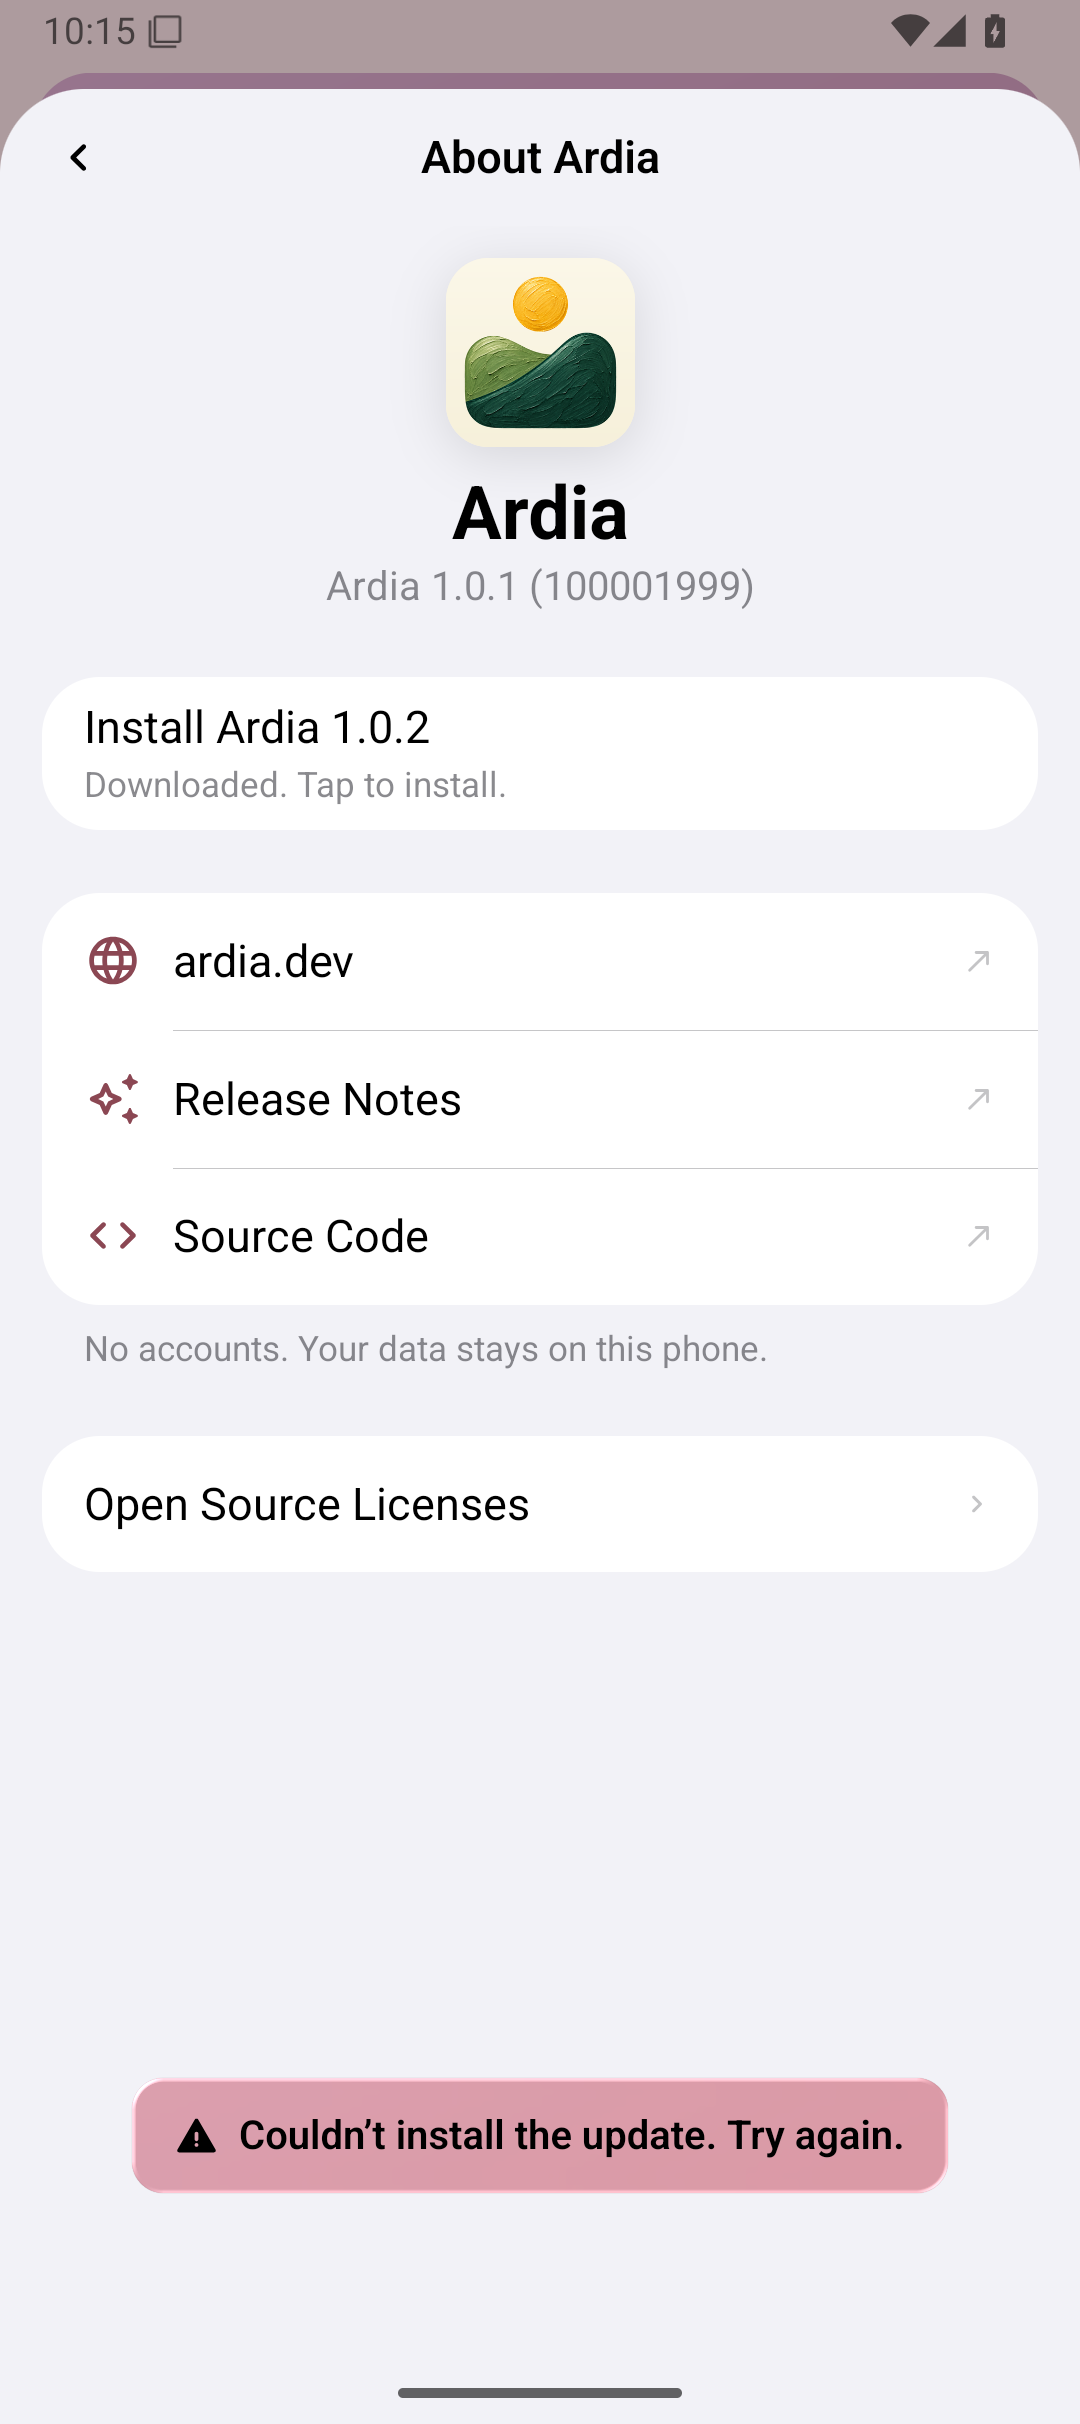 10:15
About Ardia
Ardia
Ardia 1.0.1 (100001999)
Install Ardia 1.0.2
Downloaded. Tap to install.
ardia.dev
Release Notes
Source Code
No accounts. Your data stays on this phone.
Open Source Licenses
Couldn’t install the update. Try again.